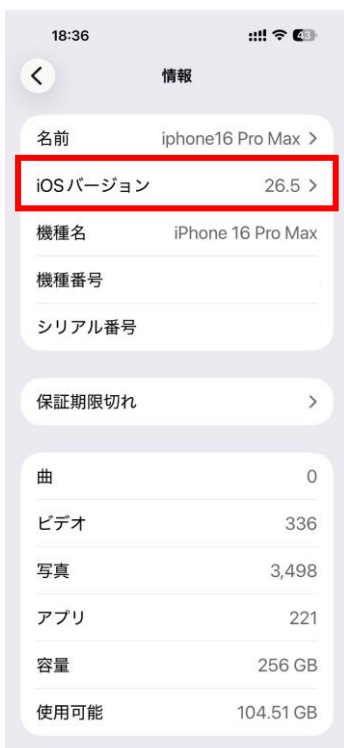 18:36
43
情報
名前 iphone16 Pro Max
iOSバージョン 26.5
機種名 iPhone 16 Pro Max
機種番号
シリアル番号
保証期限切れ
曲 0
ビデオ 336
写真 3,498
アプリ 221
容量 256 GB
使用可能 104.51 GB